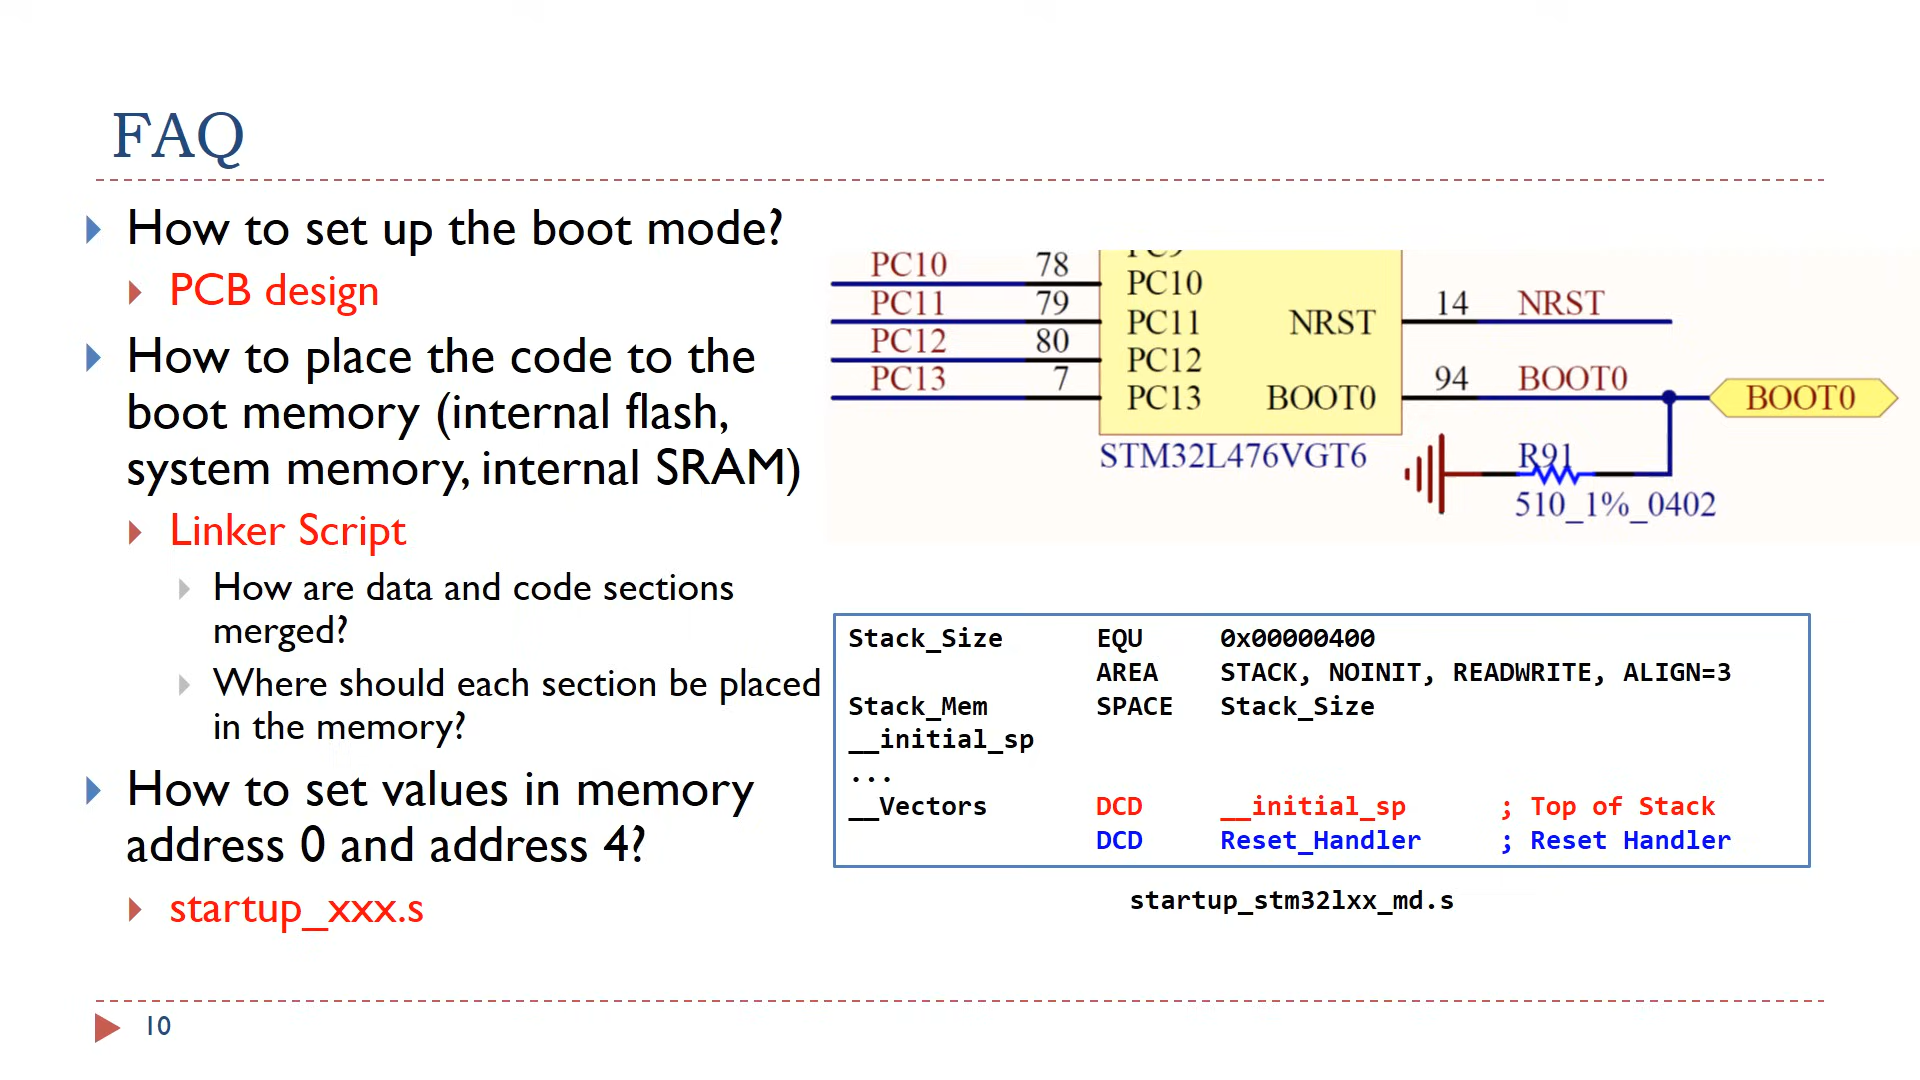 FAQ
How to set up the boot mode?
PCB design
How to place the code to the
boot memory (internal flash,
system memory, internal SRAM)
Linker Script
How are data and code sections
merged?
Where should each section be placed
in the memory?
How to set values in memory
address 0 and address 4?
startup_xxx.s
PC10 78 PC10
PC11 79 PC11
PC12 80 PC12
PC13 7 PC13
NRST 14 NRST
BOOT0 94 BOOT0 BOOT0
STM32L476VGT6
R91
510_1%_0402
Stack_Size EQU 0x00000400
AREA STACK, NOINIT, READWRITE, ALIGN=3
Stack_Mem SPACE Stack_Size
__initial_sp
...
__Vectors DCD __initial_sp ; Top of Stack
DCD Reset_Handler ; Reset Handler
startup_stm32lxx_md.s
10